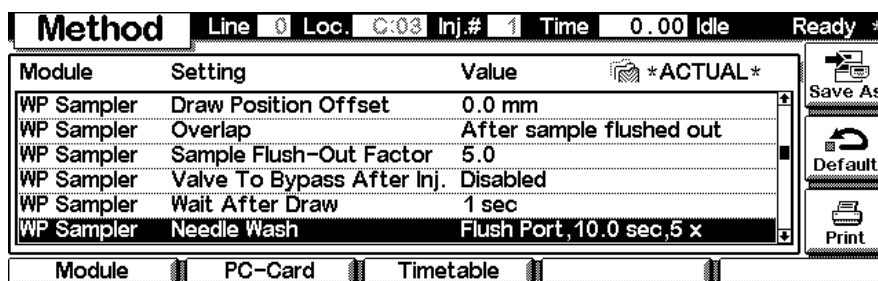 Method Line 0 Loc. C:03 Inj.# 1 Time 0.00 Idle Ready *
Module Setting Value *ACTUAL*
WP Sampler Draw Position Offset 0.0 mm
WP Sampler Overlap After sample flushed out
WP Sampler Sample Flush-Out Factor 5.0
WP Sampler Valve To Bypass After Inj. Disabled
WP Sampler Wait After Draw 1 sec
WP Sampler Needle Wash Flush Port,10.0 sec,5 x
Save As
Default
Print
Module PC-Card Timetable